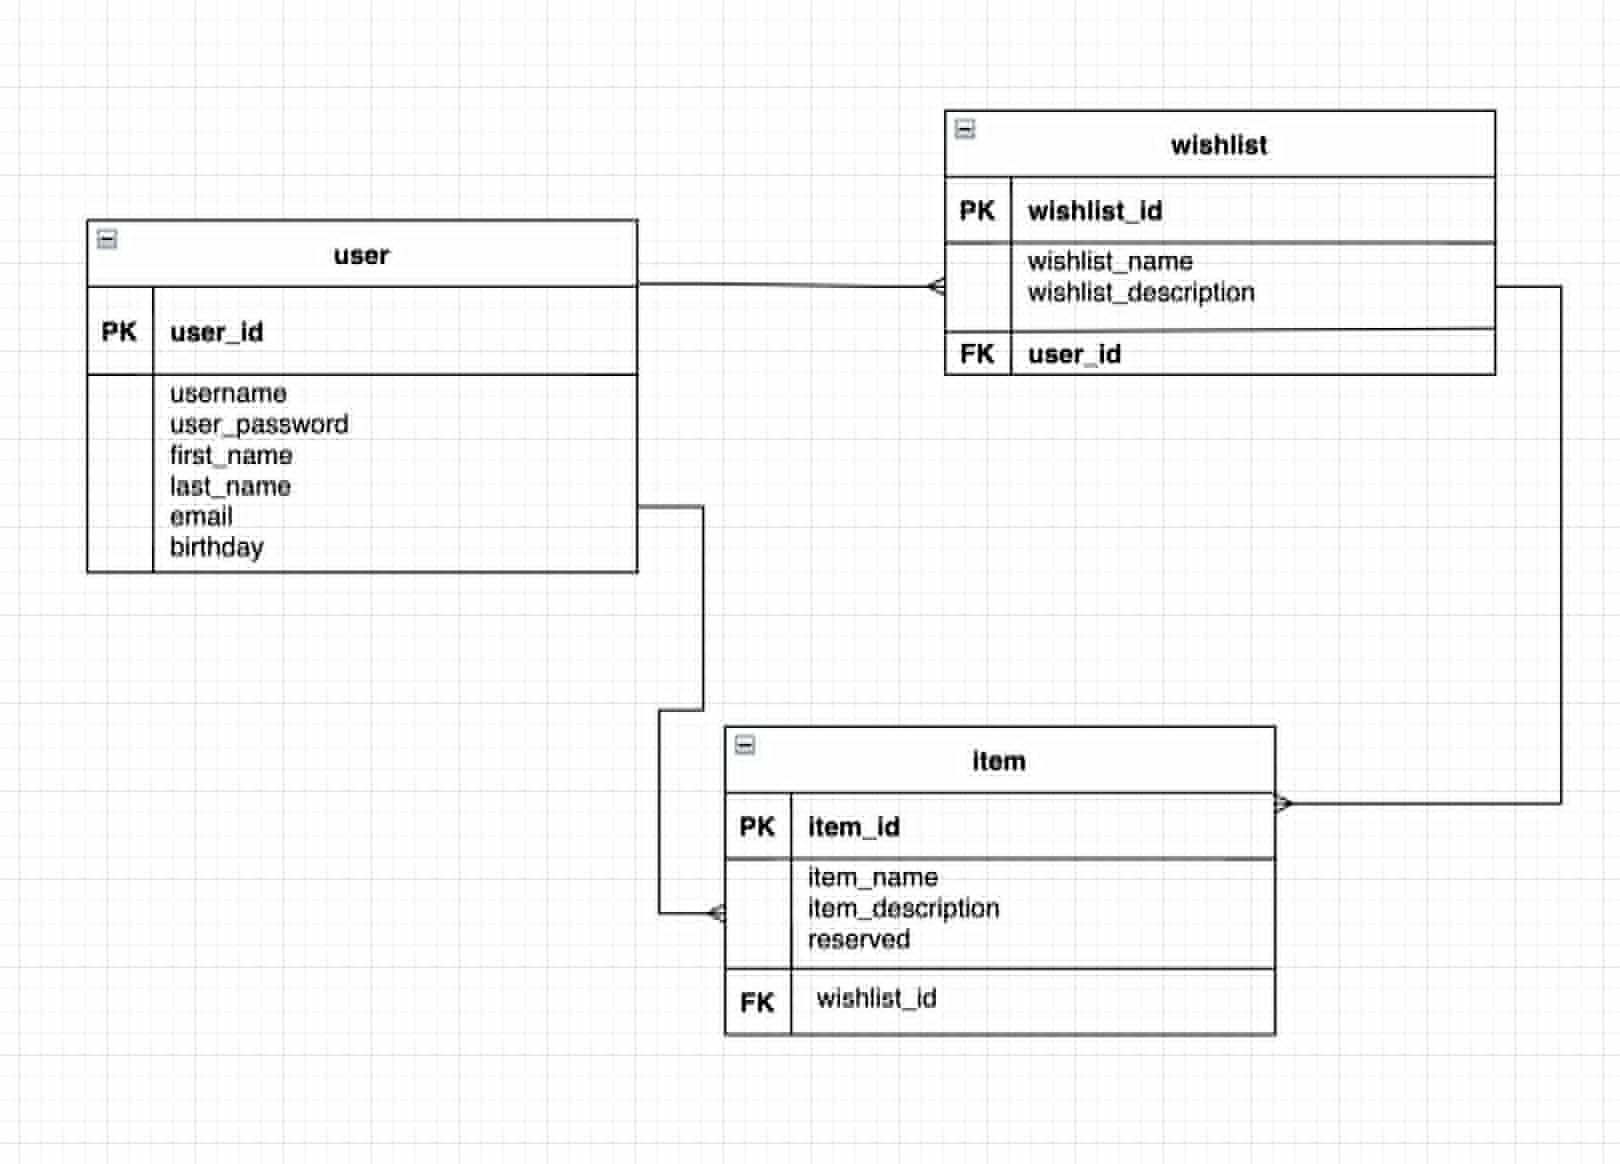 user
PK user_id
username
user_password
first_name
last_name
email
birthday
wishlist
PK wishlist_id
wishlist_name
wishlist_description
FK user_id
item
PK item_id
item_name
item_description
reserved
FK wishlist_id